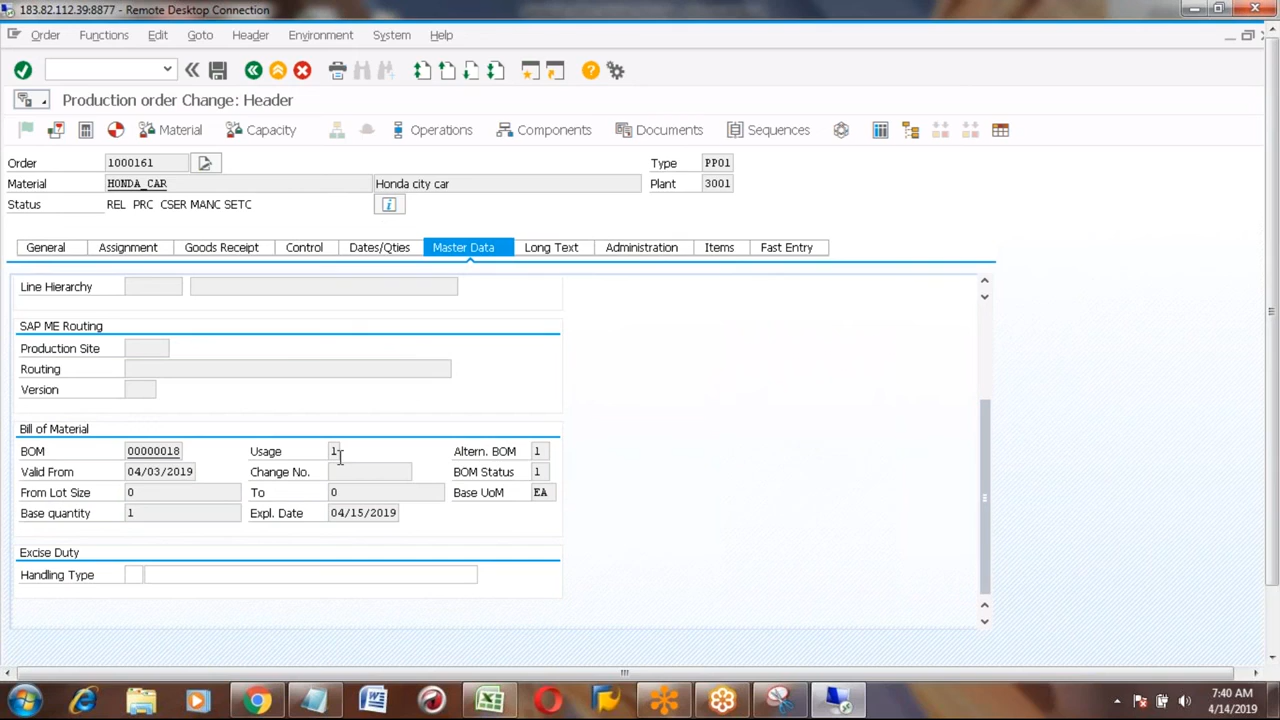 183.82.112.39:8877 - Remote Desktop Connection
Order Functions Edit Goto Header Environment System Help
Production order Change: Header
Material Capacity Operations Components Documents Sequences
Order 1000161 Type PP01
Material HONDA_CAR Honda city car Plant 3001
Status REL PRC CSER MANC SETC
General Assignment Goods Receipt Control Dates/Qties Master Data Long Text Administration Items Fast Entry
Line Hierarchy
SAP ME Routing
Production Site
Routing
Version
Bill of Material
BOM 00000018 Usage 1 Altern. BOM 1
Valid From 04/03/2019 Change No. BOM Status 1
From Lot Size 0 To 0 Base UoM EA
Base quantity 1 Expl. Date 04/15/2019
Excise Duty
Handling Type
7:40 AM
4/14/2019